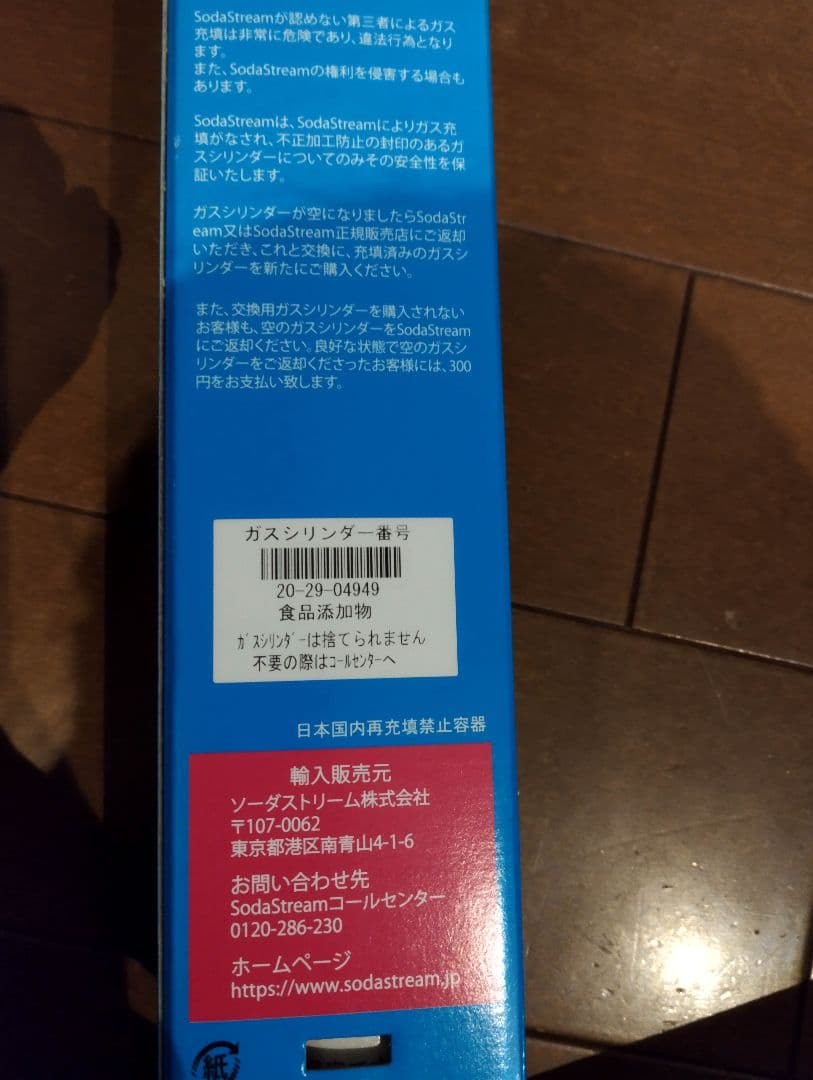 SodaStreamが認めない第三者によるガス
充填は非常に危険であり、違法行為となり
ます。
また、SodaStreamの権利を侵害する場合も
あります。
SodaStreamは、SodaStreamによりガス充
填がなされ、不正加工防止の封印のあるガ
スシリンダーについてのみその安全性を保
証いたします。
ガスシリンダーが空になりましたらSodaStr
eam又はSodaStream正規販売店にご返却
いただき、これと交換に、充填済みのガスシ
リンダーを新たにご購入ください。
また、交換用ガスシリンダーを購入されない
お客様も、空のガスシリンダーをSodaStream
にご返却ください。良好な状態で空のガスシ
リンダーをご返却くださったお客様には、300
円をお支払い致します。
ガスシリンダー番号
20-29-04949
食品添加物
ｶﾞｽｼﾘﾝﾀﾞｰは捨てられません
不要の際はｺｰﾙｾﾝﾀｰへ
日本国内再充填禁止容器
輸入販売元
ソーダストリーム株式会社
〒107-0062
東京都港区南青山4-1-6
お問い合わせ先
SodaStreamコールセンター
0120-286-230
ホームページ
https://www.sodastream.jp
紙